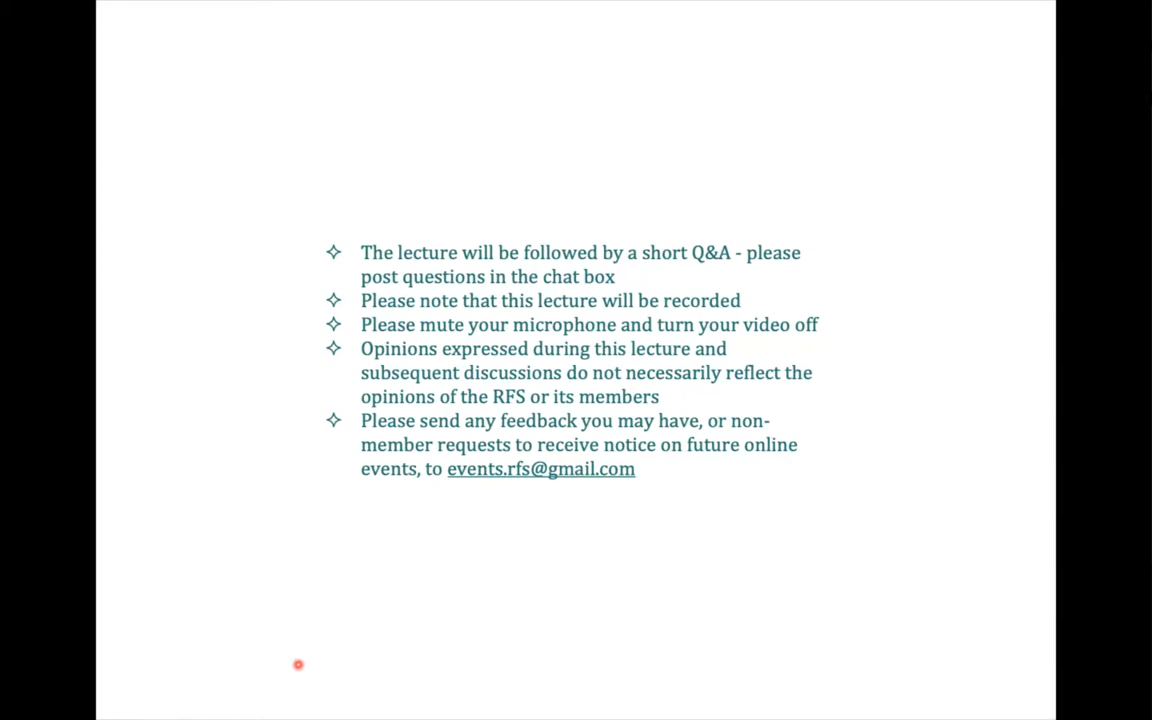 The lecture will be followed by a short Q&A - please
post questions in the chat box
Please note that this lecture will be recorded
Please mute your microphone and turn your video off
Opinions expressed during this lecture and
subsequent discussions do not necessarily reflect the
opinions of the RFS or its members
Please send any feedback you may have, or non-
member requests to receive notice on future online
events, to events.rfs@gmail.com